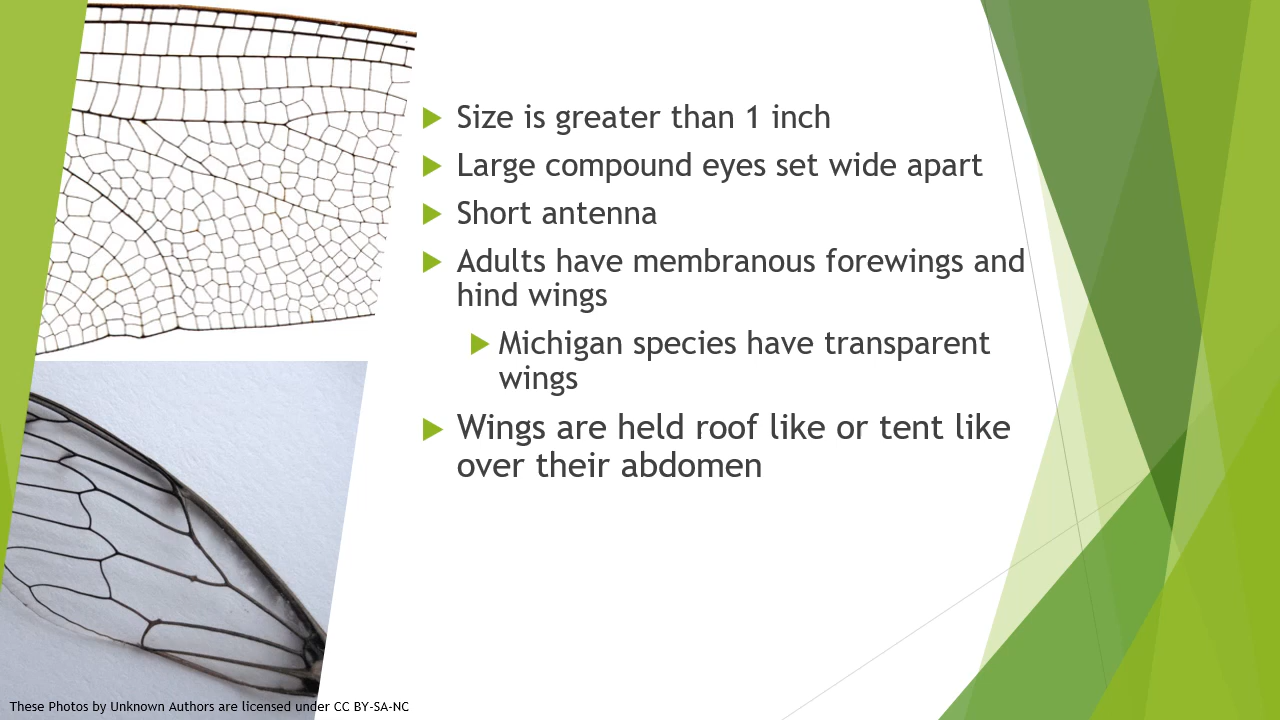 Size is greater than 1 inch
Large compound eyes set wide apart
Short antenna
Adults have membranous forewings and
hind wings
Michigan species have transparent
wings
Wings are held roof like or tent like
over their abdomen
These Photos by Unknown Authors are licensed under CC BY-SA-NC